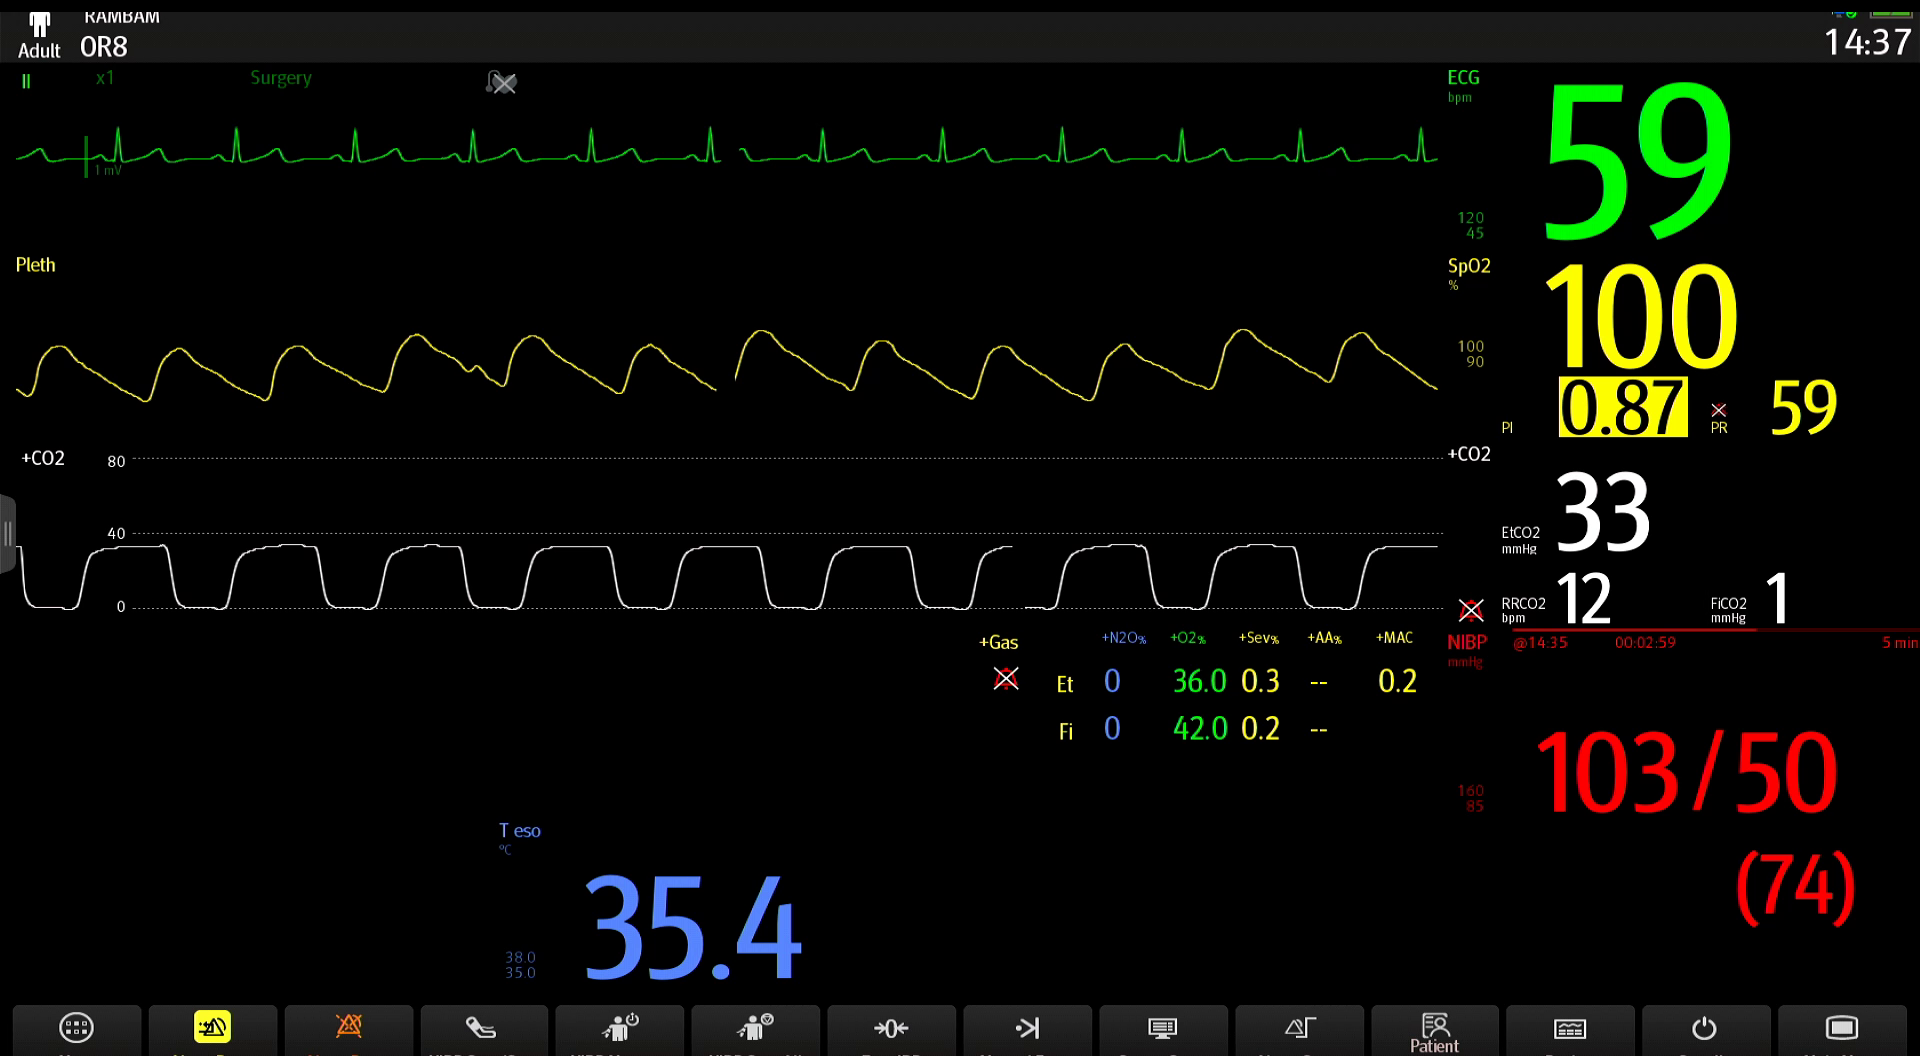 RAMBAM
Adult OR8
14:37
II x1 Surgery
1 mV
ECG
bpm
59
120
45
Pleth
SpO2
%
100
100
90
PI 0.87 PR 59
+CO2 80
40
0
+CO2
EtCO2
mmHg
33
RRCO2
bpm
12
FiCO2
mmHg
1
+Gas +N2O% +O2% +Sev% +AA% +MAC
Et 0 36.0 0.3 -- 0.2
Fi 0 42.0 0.2 --
NIBP @14:35 00:02:59 5 min
mmHg
103/50
160
85
(74)
T eso
°C
35.4
38.0
35.0
Patient